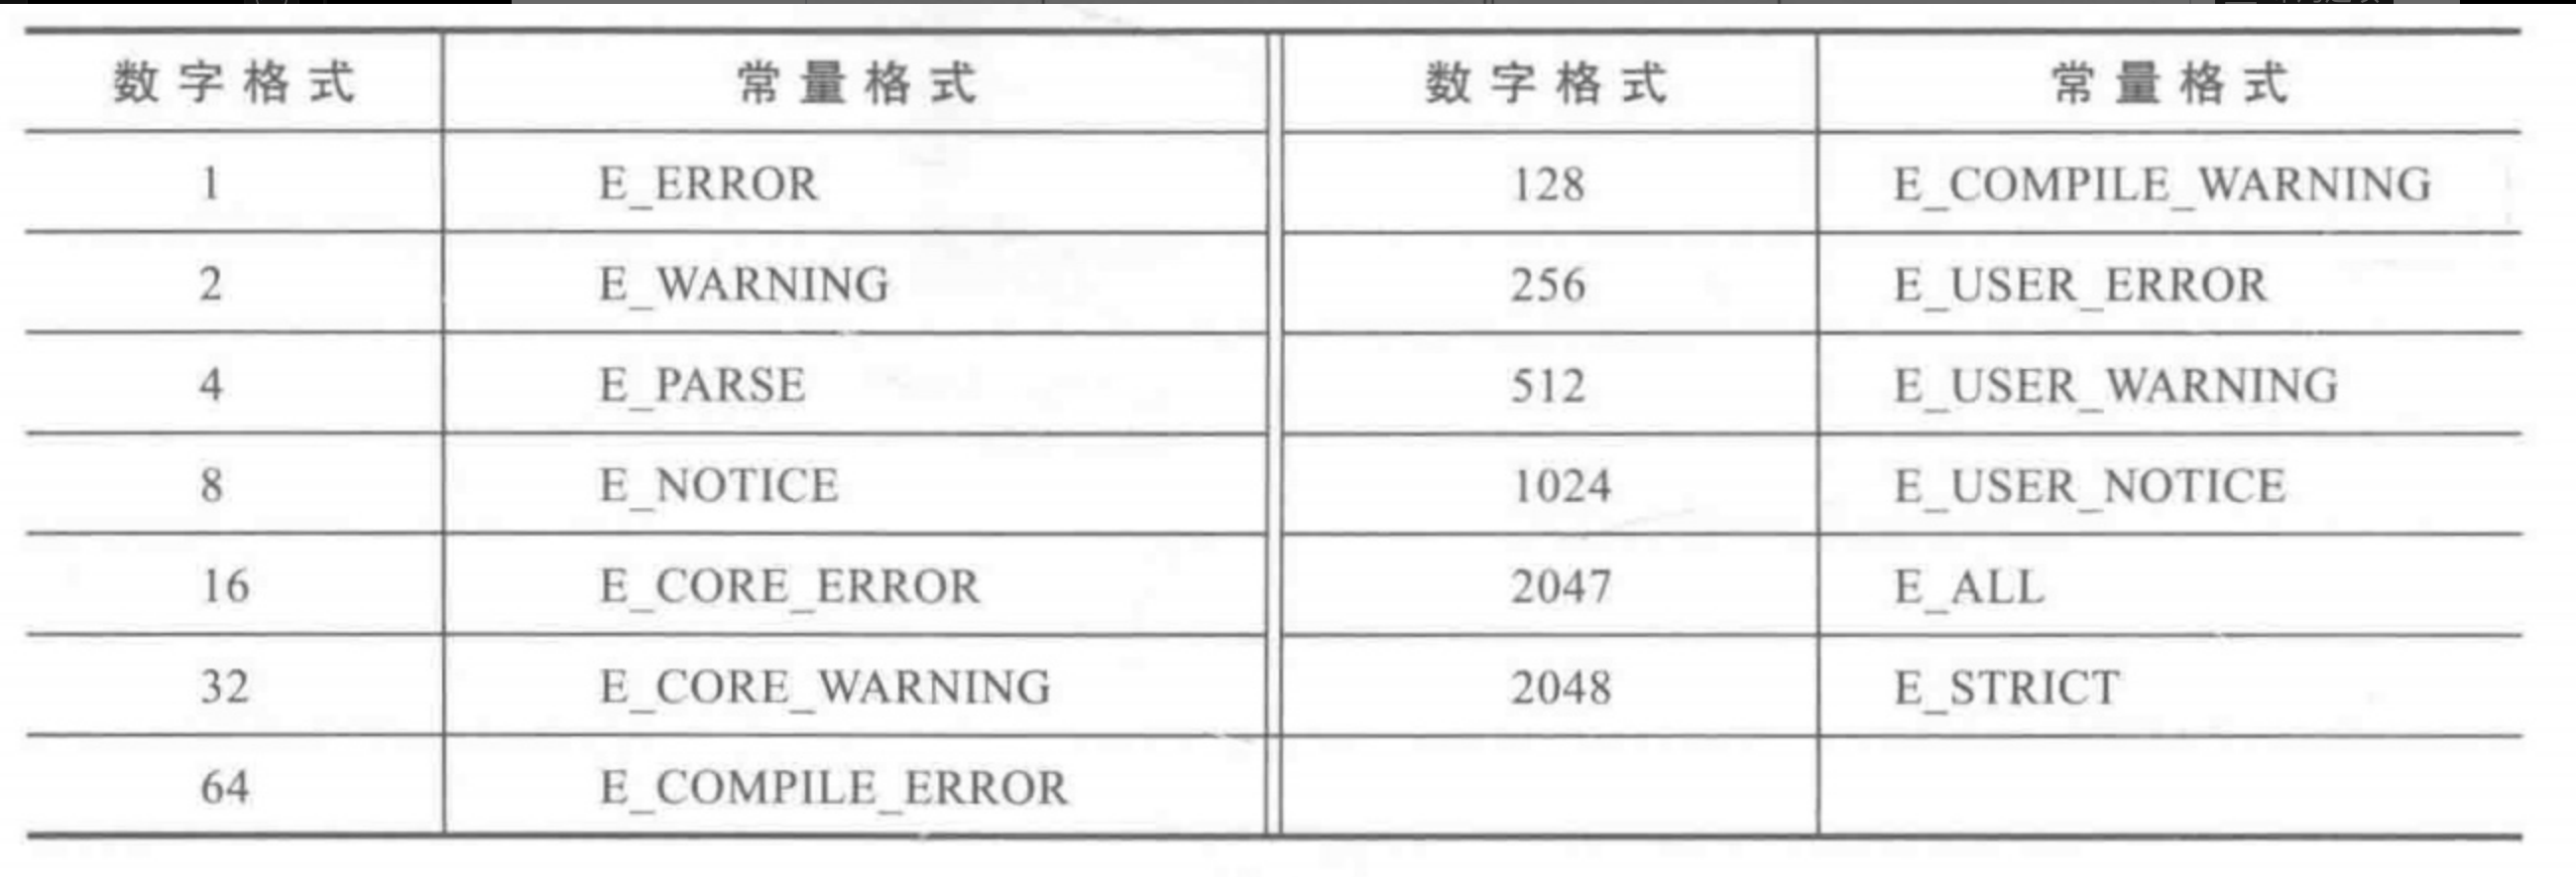 数字格式 常量格式 数字格式 常量格式
1 E_ERROR 128 E_COMPILE_WARNING
2 E_WARNING 256 E_USER_ERROR
4 E_PARSE 512 E_USER_WARNING
8 E_NOTICE 1024 E_USER_NOTICE
16 E_CORE_ERROR 2047 E_ALL
32 E_CORE_WARNING 2048 E_STRICT
64 E_COMPILE_ERROR